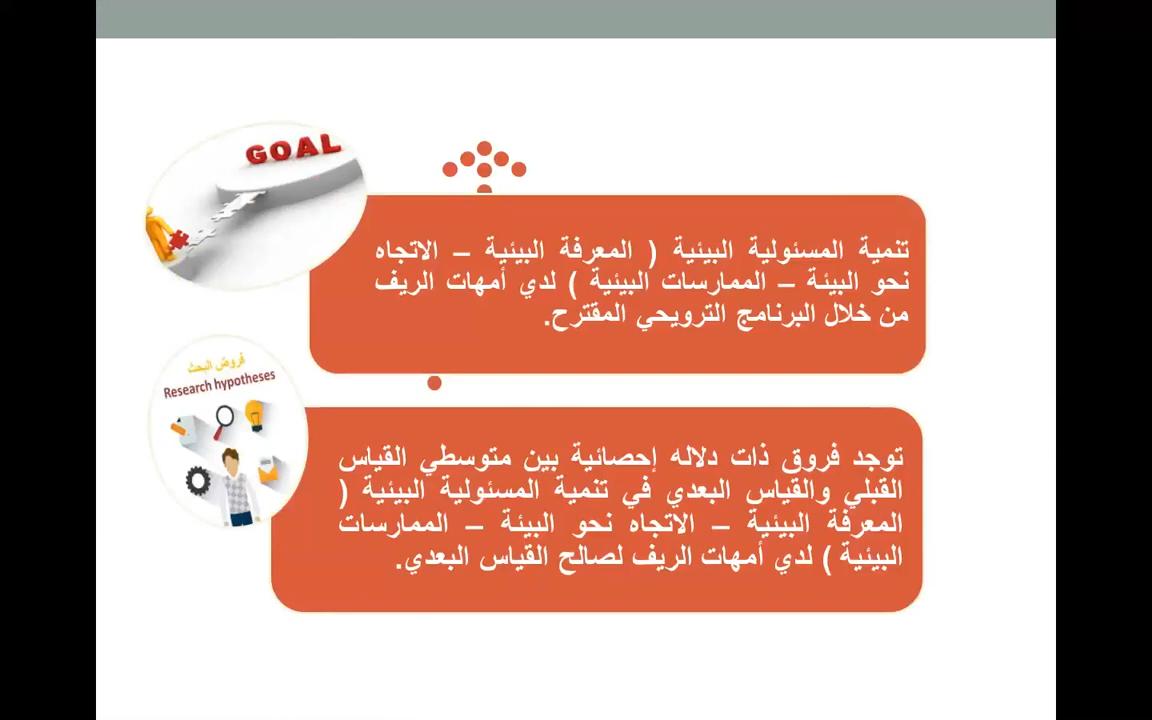 GOAL
تنمية المسئولية البيئية ( المعرفة البيئية – الاتجاه
نحو البيئة – الممارسات البيئية ) لدي أمهات الريف
من خلال البرنامج الترويحي المقترح.
فروض البحث
Research hypotheses
توجد فروق ذات دلاله إحصائية بين متوسطي القياس
القبلي والقياس البعدي في تنمية المسئولية البيئية (
المعرفة البيئية – الاتجاه نحو البيئة – الممارسات
البيئية ) لدي أمهات الريف لصالح القياس البعدي.